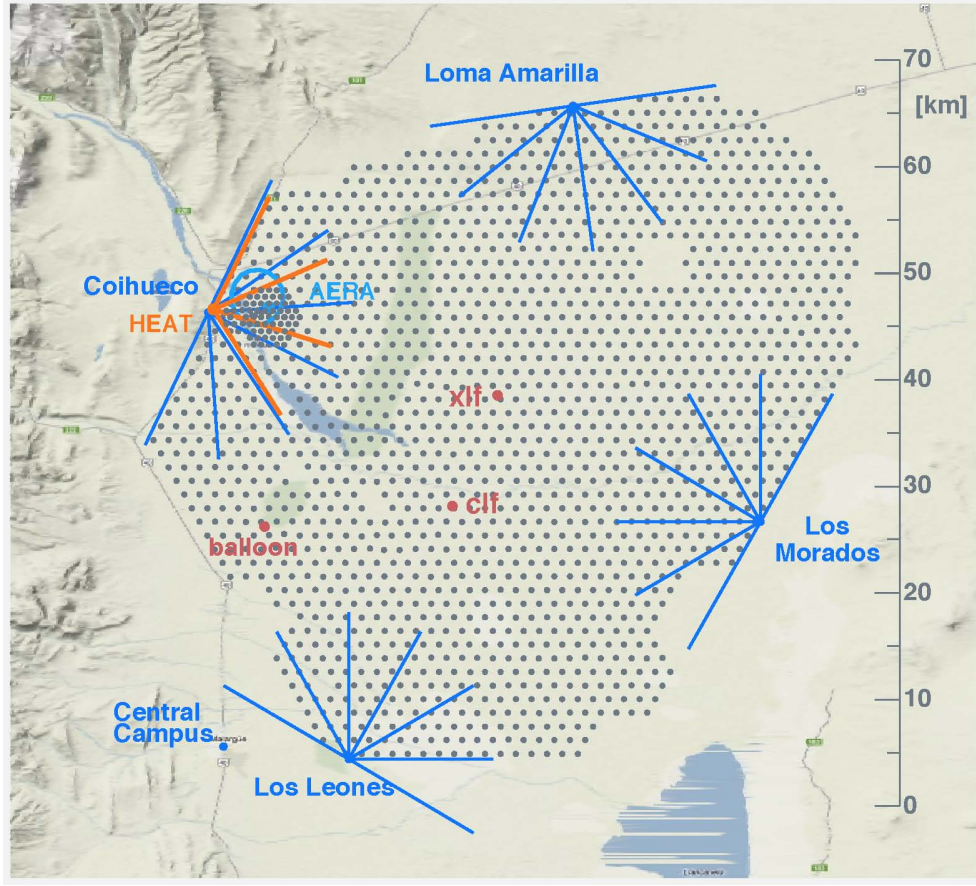 70
Loma Amarilla
[km]
60
50
Coihueco
AERA
HEAT
40
xlf
30
clf
Los
Morados
balloon
20
10
Central
Campus
Los Leones
0